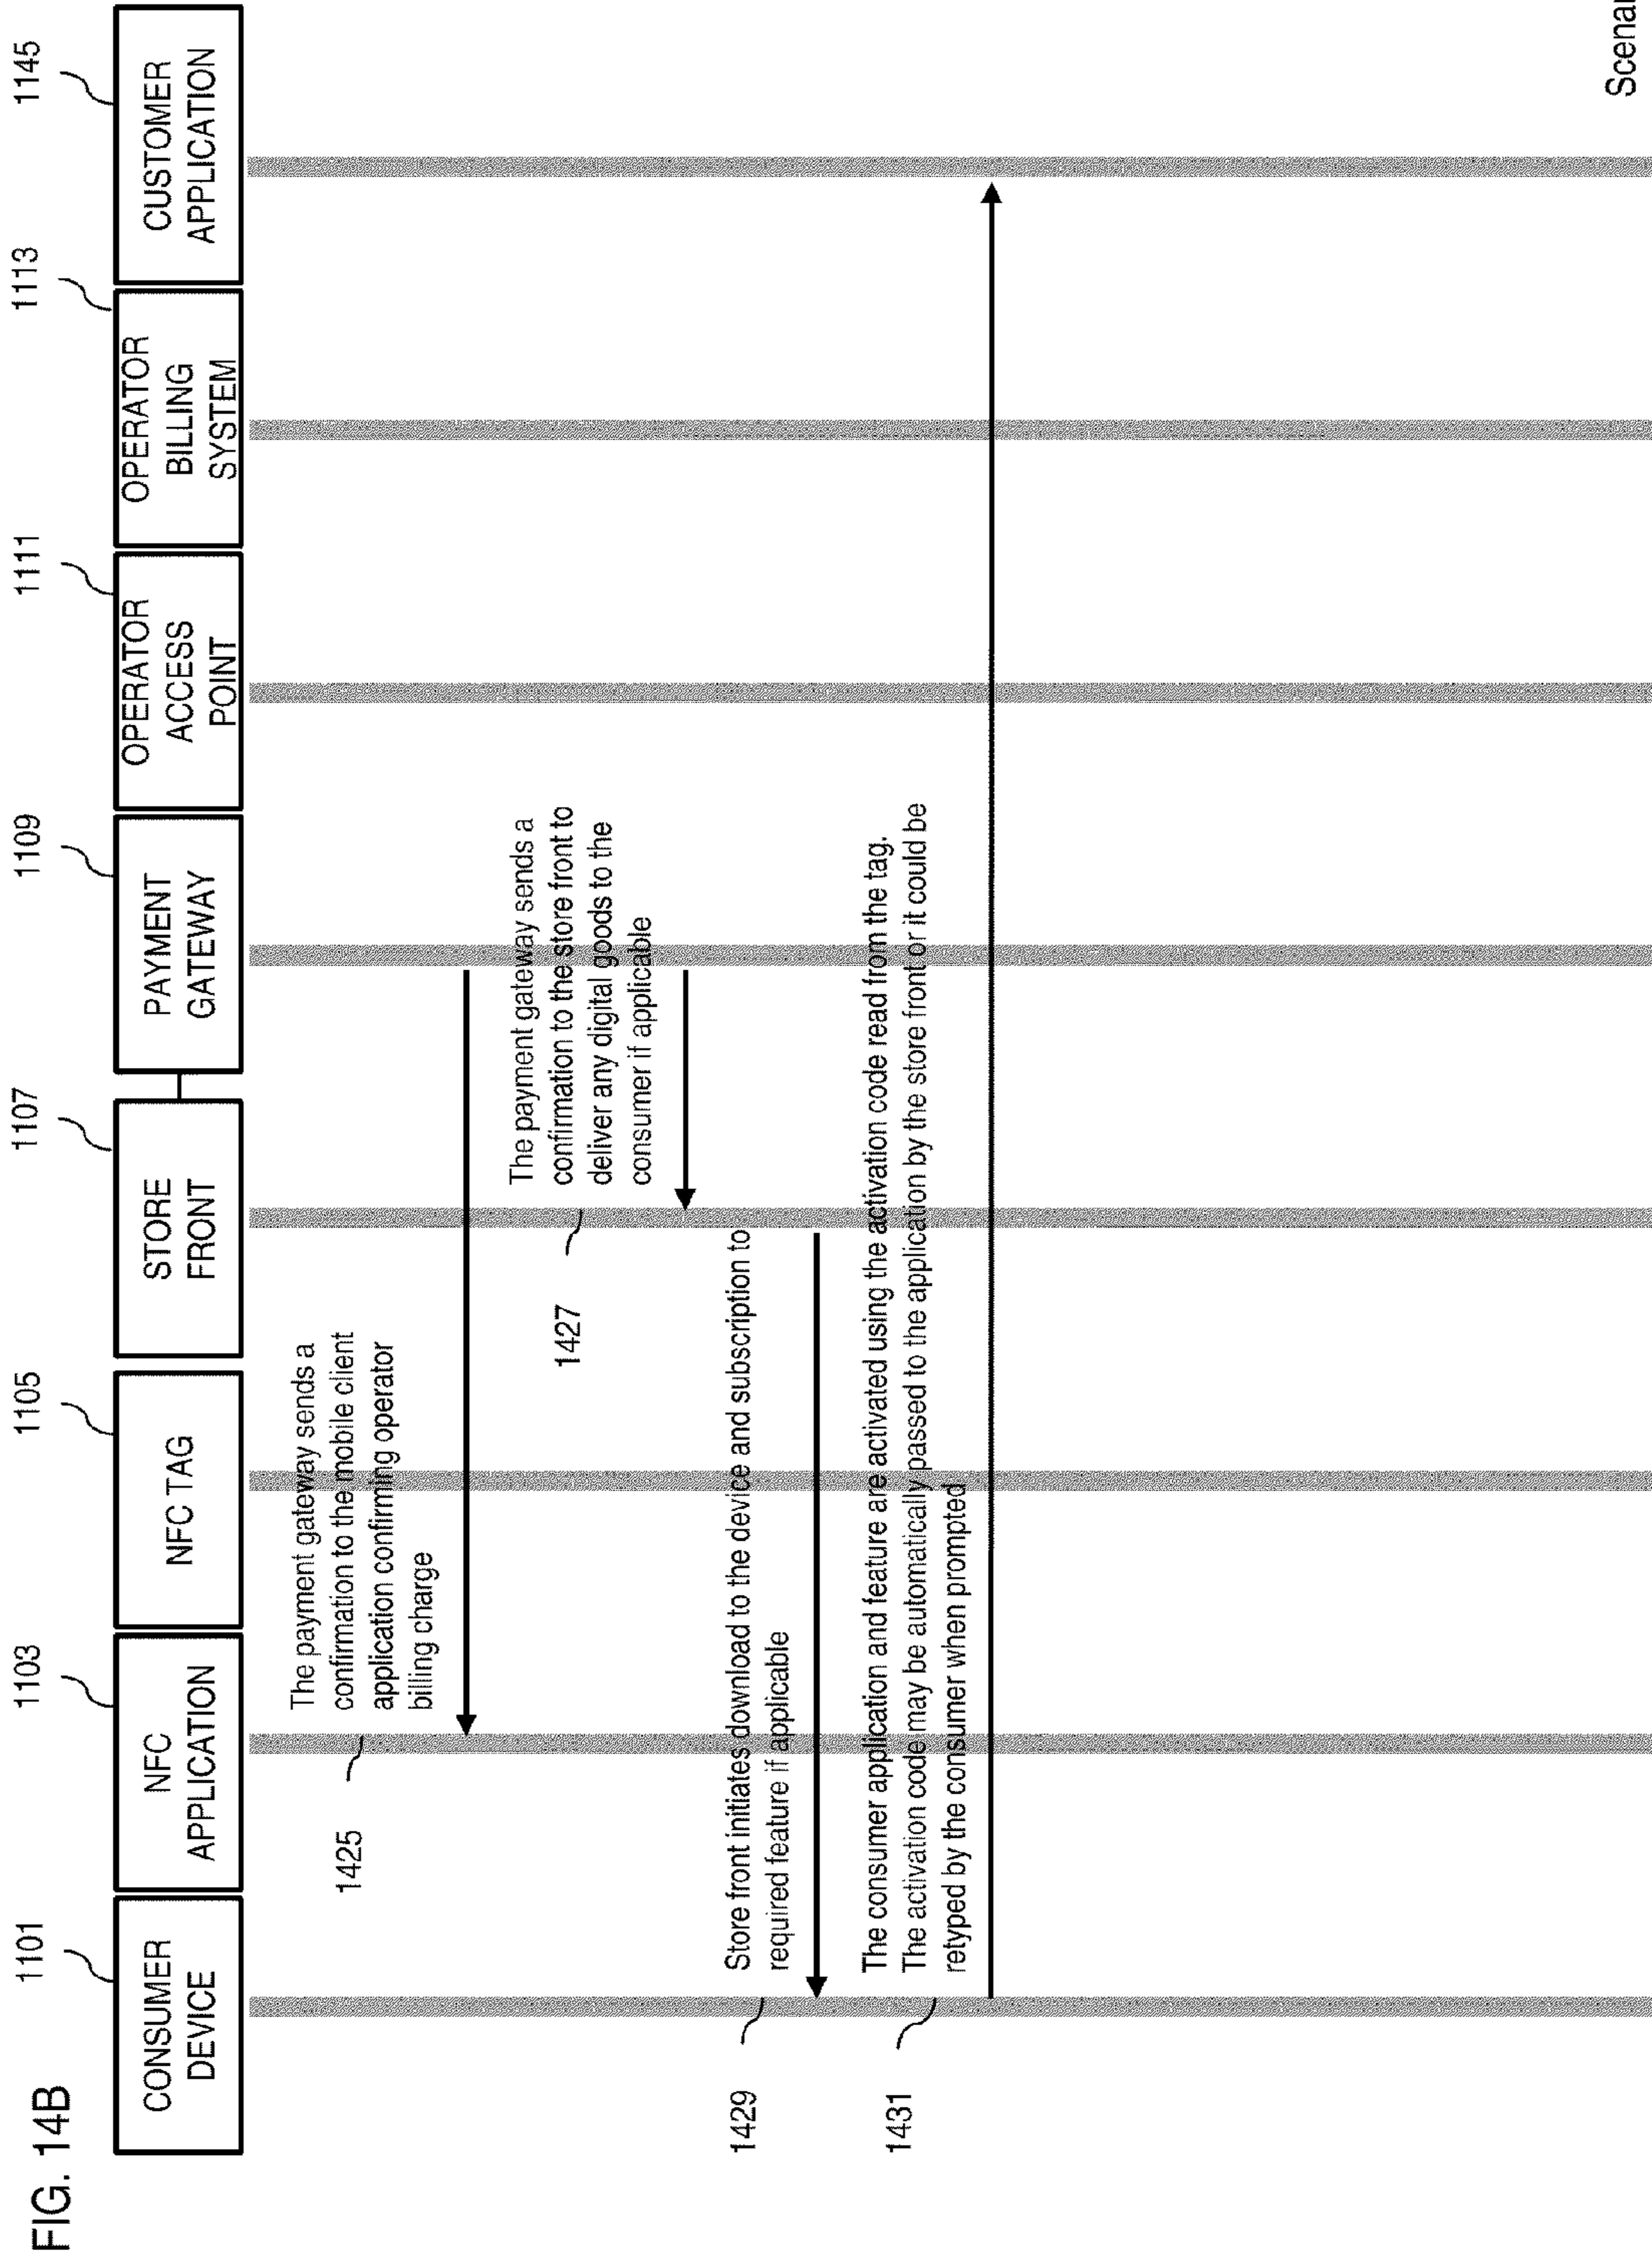 FIG. 14B
1101
1103
1105
1107
1109
1111
1113
1145
CONSUMER
DEVICE
NFC
APPLICATION
NFC TAG
STORE
FRONT
PAYMENT
GATEWAY
OPERATOR
ACCESS
POINT
OPERATOR
BILLING
SYSTEM
CUSTOMER
APPLICATION
1425
The payment gateway sends a
confirmation to the mobile client
application confirming operator
billing charge
1427
The payment gateway sends a
confirmation to the store front to
deliver any digital goods to the
consumer if applicable
1429
Store front initiates download to the device and subscription to
required feature if applicable
1431
The consumer application and feature are activated using the activation code read from the tag.
The activation code may be automatically passed to the application by the store front or it could be
retyped by the consumer when prompted